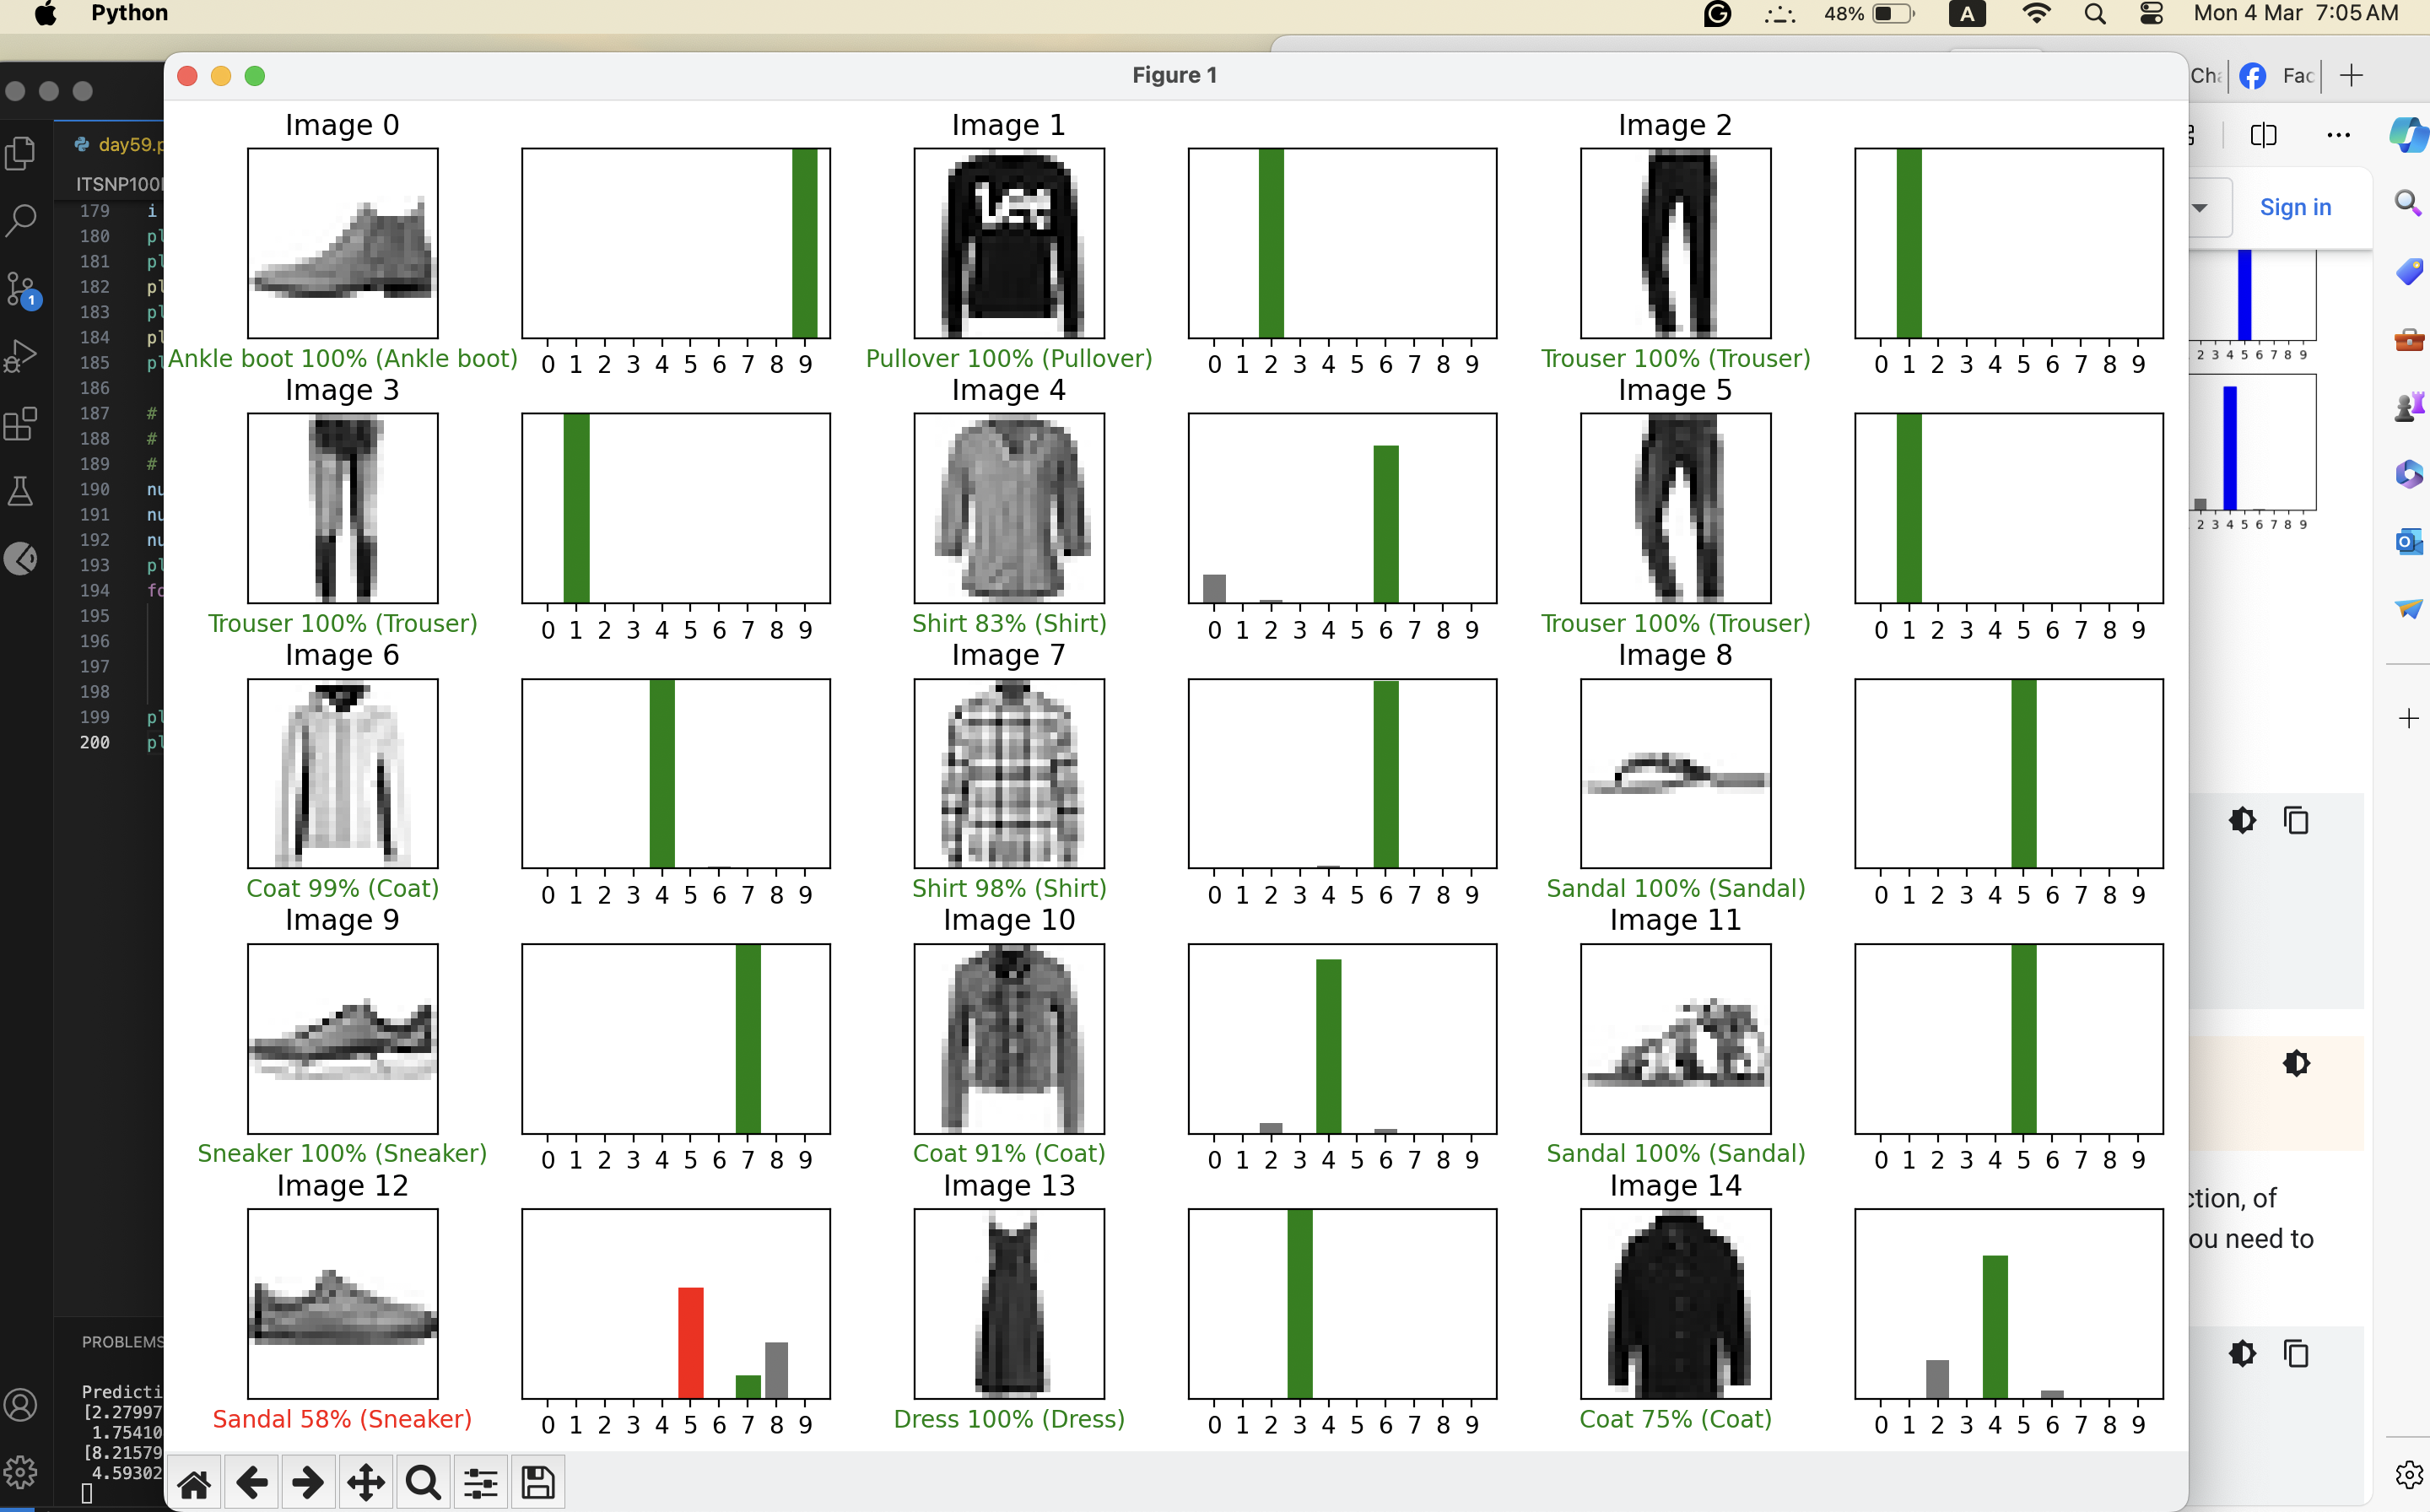 Python
48%
A
Mon 4 Mar 7:05 AM
Figure 1
Fac
day59.p
ITSNP100
Sign in
Image 0 Image 1 Image 2
Ankle boot 100% (Ankle boot) 0 1 2 3 4 5 6 7 8 9 Pullover 100% (Pullover) 0 1 2 3 4 5 6 7 8 9 Trouser 100% (Trouser) 0 1 2 3 4 5 6 7 8 9
Image 3 Image 4 Image 5
Trouser 100% (Trouser) 0 1 2 3 4 5 6 7 8 9 Shirt 83% (Shirt) 0 1 2 3 4 5 6 7 8 9 Trouser 100% (Trouser) 0 1 2 3 4 5 6 7 8 9
Image 6 Image 7 Image 8
Coat 99% (Coat) 0 1 2 3 4 5 6 7 8 9 Shirt 98% (Shirt) 0 1 2 3 4 5 6 7 8 9 Sandal 100% (Sandal) 0 1 2 3 4 5 6 7 8 9
Image 9 Image 10 Image 11
Sneaker 100% (Sneaker) 0 1 2 3 4 5 6 7 8 9 Coat 91% (Coat) 0 1 2 3 4 5 6 7 8 9 Sandal 100% (Sandal) 0 1 2 3 4 5 6 7 8 9
Image 12 Image 13 Image 14
Sandal 58% (Sneaker) 0 1 2 3 4 5 6 7 8 9 Dress 100% (Dress) 0 1 2 3 4 5 6 7 8 9 Coat 75% (Coat) 0 1 2 3 4 5 6 7 8 9
179 i
180 pl
181 pl
182 pl
183 pl
184 pl
185 pl
186
187 #
188 #
189 #
190 nu
191 nu
192 nu
193 pl
194 fo
195
196
197
198
199 pl
200 pl
1
PROBLEMS
Predicti
[2.27997
1.75410
[8.21579
4.59302
2 3 4 5 6 7 8 9
2 3 4 5 6 7 8 9
ction, of
ou need to